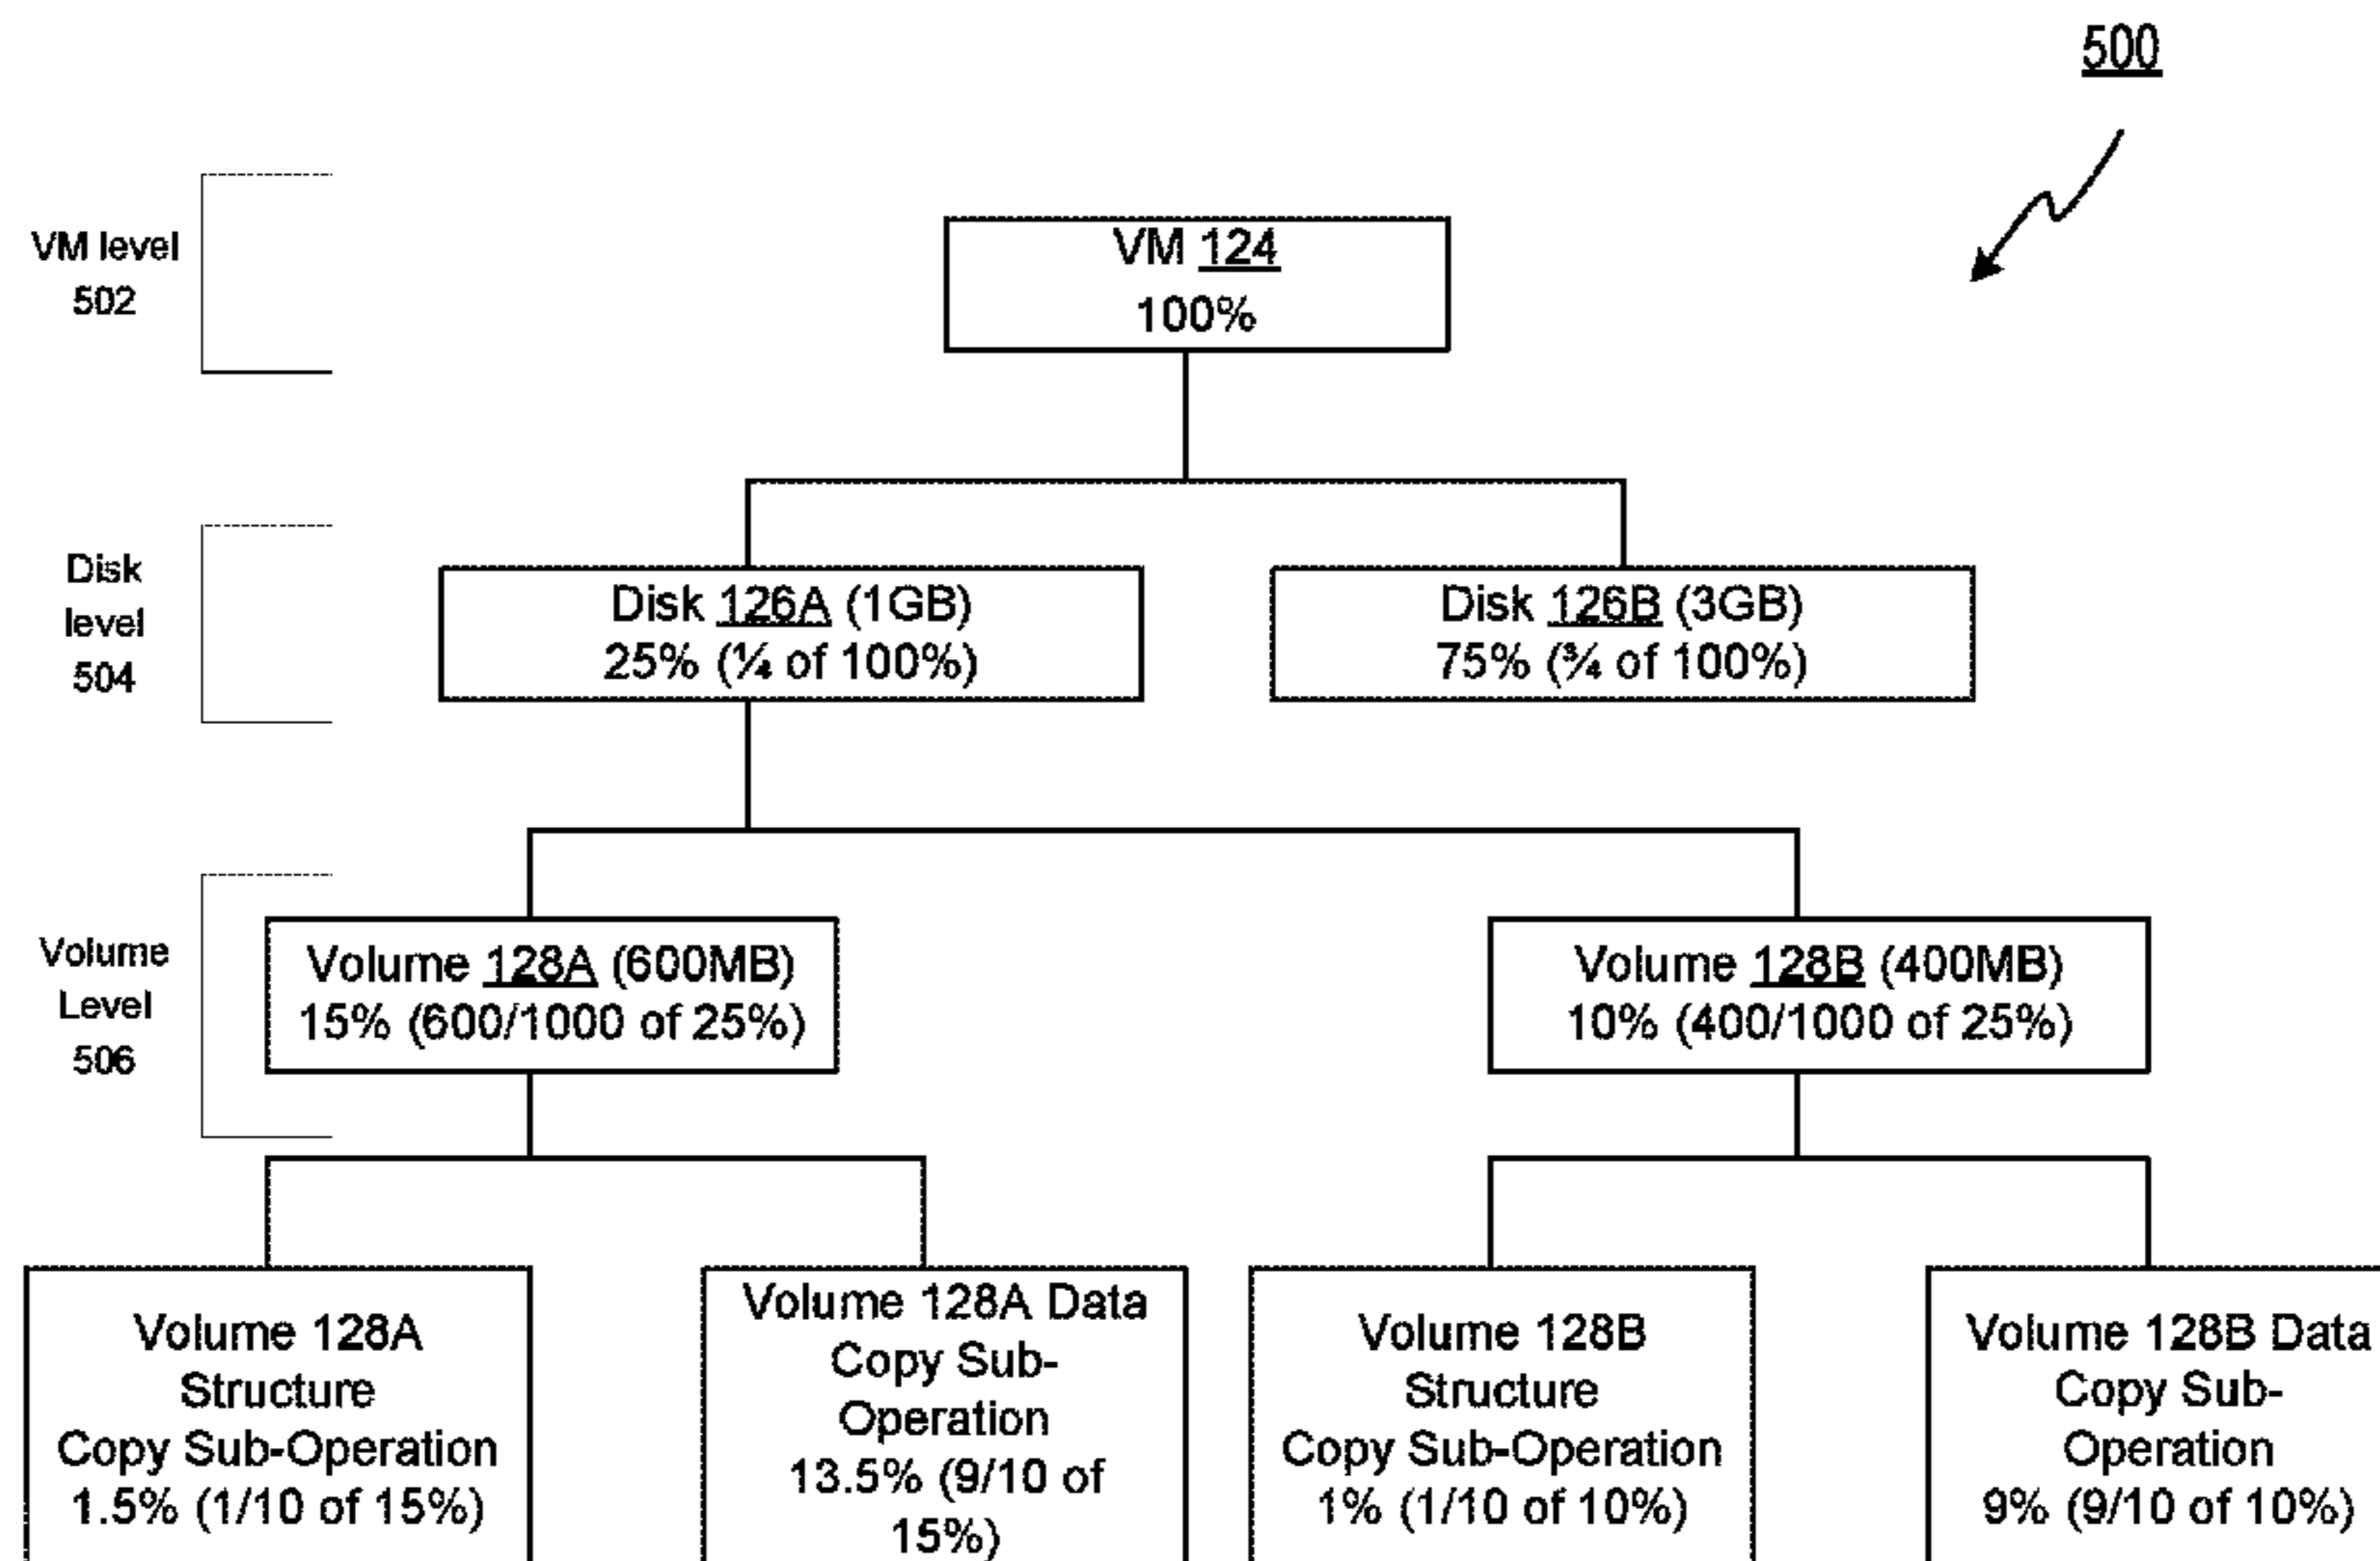 500
VM level
502
VM 124
100%
Disk
level
504
Disk 126A (1GB)
25% (¼ of 100%)
Disk 126B (3GB)
75% (¾ of 100%)
Volume
Level
506
Volume 128A (600MB)
15% (600/1000 of 25%)
Volume 128B (400MB)
10% (400/1000 of 25%)
Volume 128A
Structure
Copy Sub-Operation
1.5% (1/10 of 15%)
Volume 128A Data
Copy Sub-
Operation
13.5% (9/10 of
15%)
Volume 128B
Structure
Copy Sub-Operation
1% (1/10 of 10%)
Volume 128B Data
Copy Sub-
Operation
9% (9/10 of 10%)